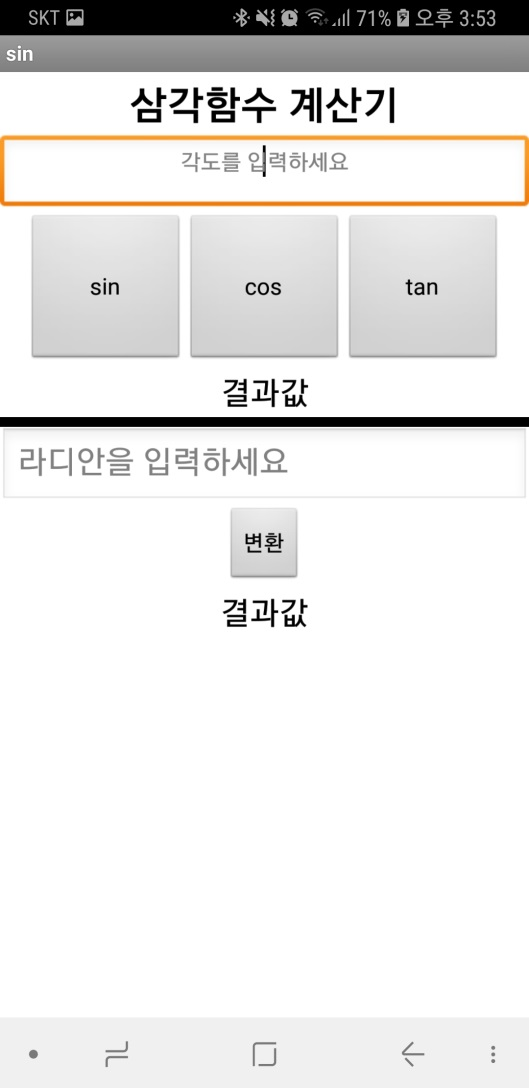 SKT 71% 오후 3:53
sin
삼각함수 계산기
각도를 입력하세요
sin cos tan
결과값
라디안을 입력하세요
변환
결과값